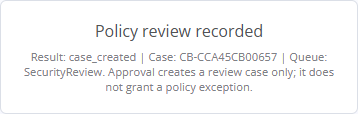 Policy review recorded
Result: case_created | Case: CB-CCA45CB00657 | Queue:
SecurityReview. Approval creates a review case only; it does
not grant a policy exception.